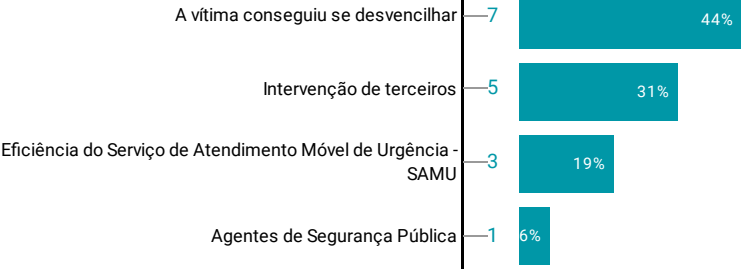 A vítima conseguiu se desvencilhar 7 44%
Intervenção de terceiros 5 31%
Eficiência do Serviço de Atendimento Móvel de Urgência -
SAMU 3 19%
Agentes de Segurança Pública 1 6%